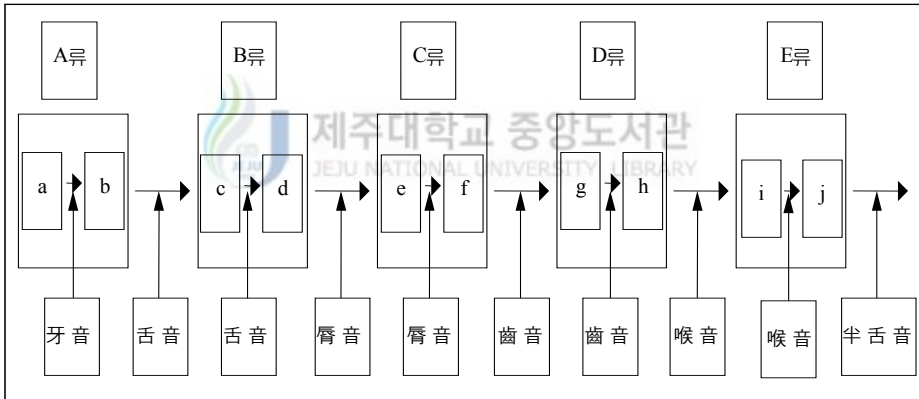 A류 B류 C류 D류 E류
제주대학교 중앙도서관
JEJU NATIONAL UNIVERSITY LIBRARY
JEJU
a b c d e f g h i j
牙音 舌音 舌音 脣音 脣音 齒音 齒音 喉音 喉音 半舌音